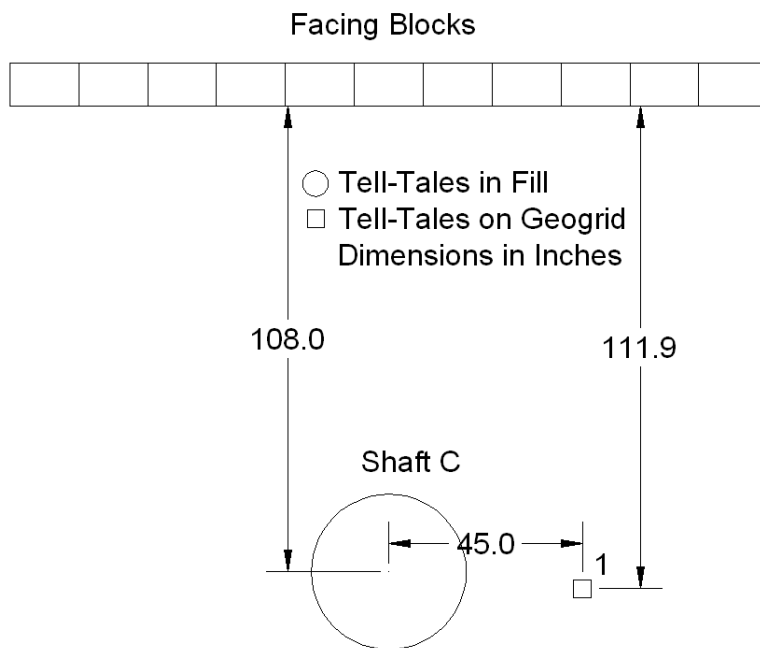 Facing Blocks
Tell-Tales in Fill
Tell-Tales on Geogrid
Dimensions in Inches
108.0
111.9
Shaft C
45.0
1